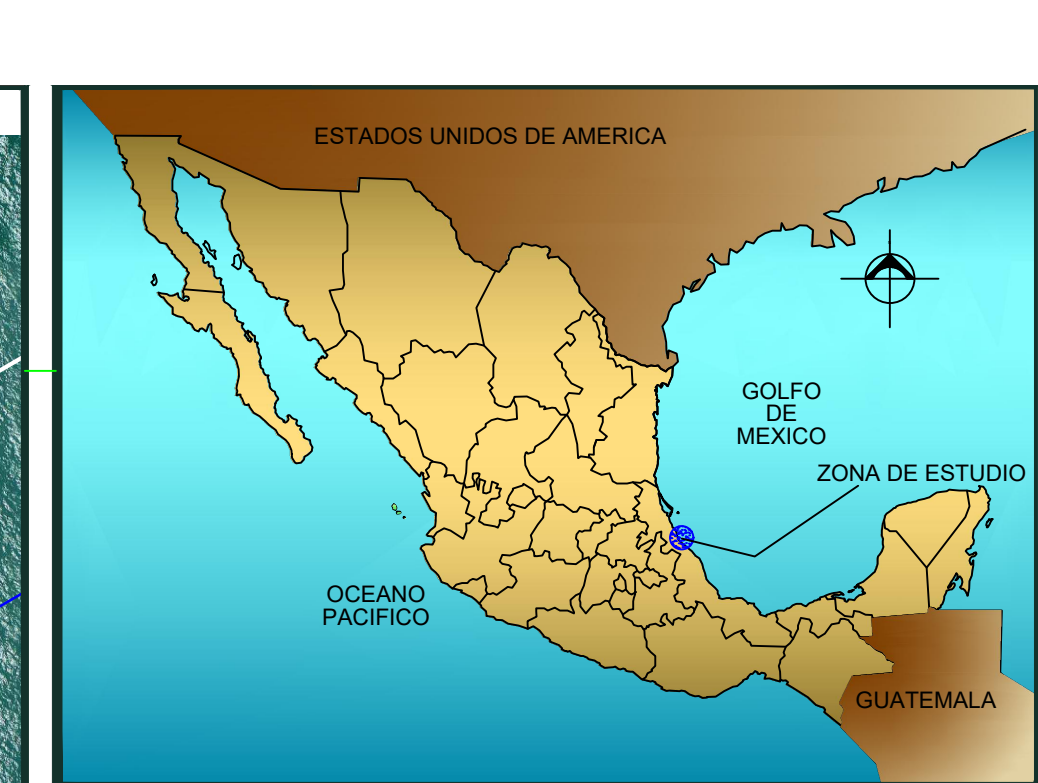 ESTADOS UNIDOS DE AMERICA
GOLFO
DE
MEXICO
ZONA DE ESTUDIO
OCEANO
PACIFICO
GUATEMALA